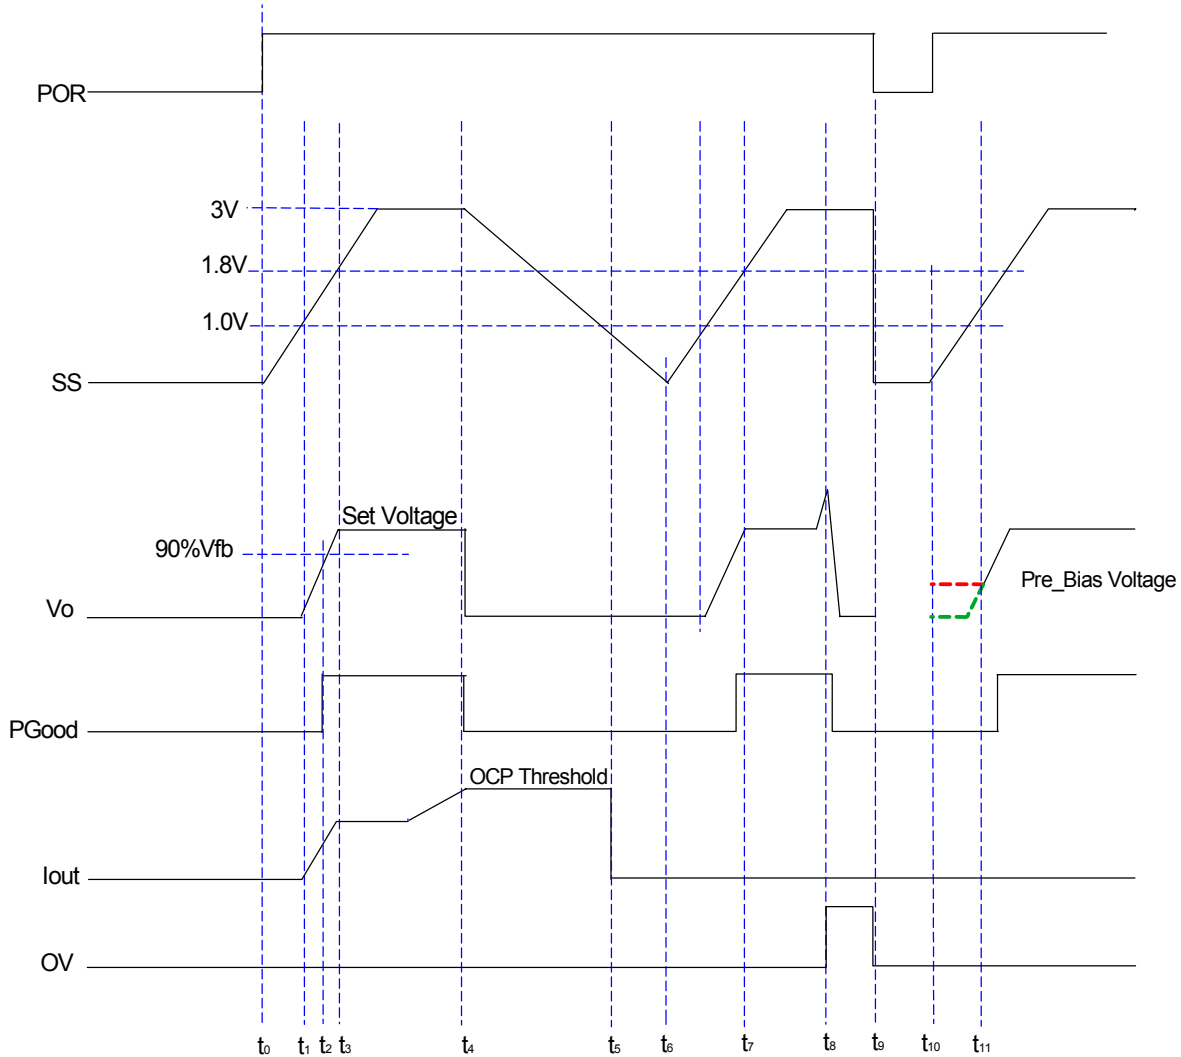 POR
3V
1.8V
1.0V
SS
Set Voltage
90%Vfb
Pre_Bias Voltage
Vo
PGood
OCP Threshold
Iout
OV
t0 t1 t2 t3 t4 t5 t6 t7 t8 t9 t10 t11